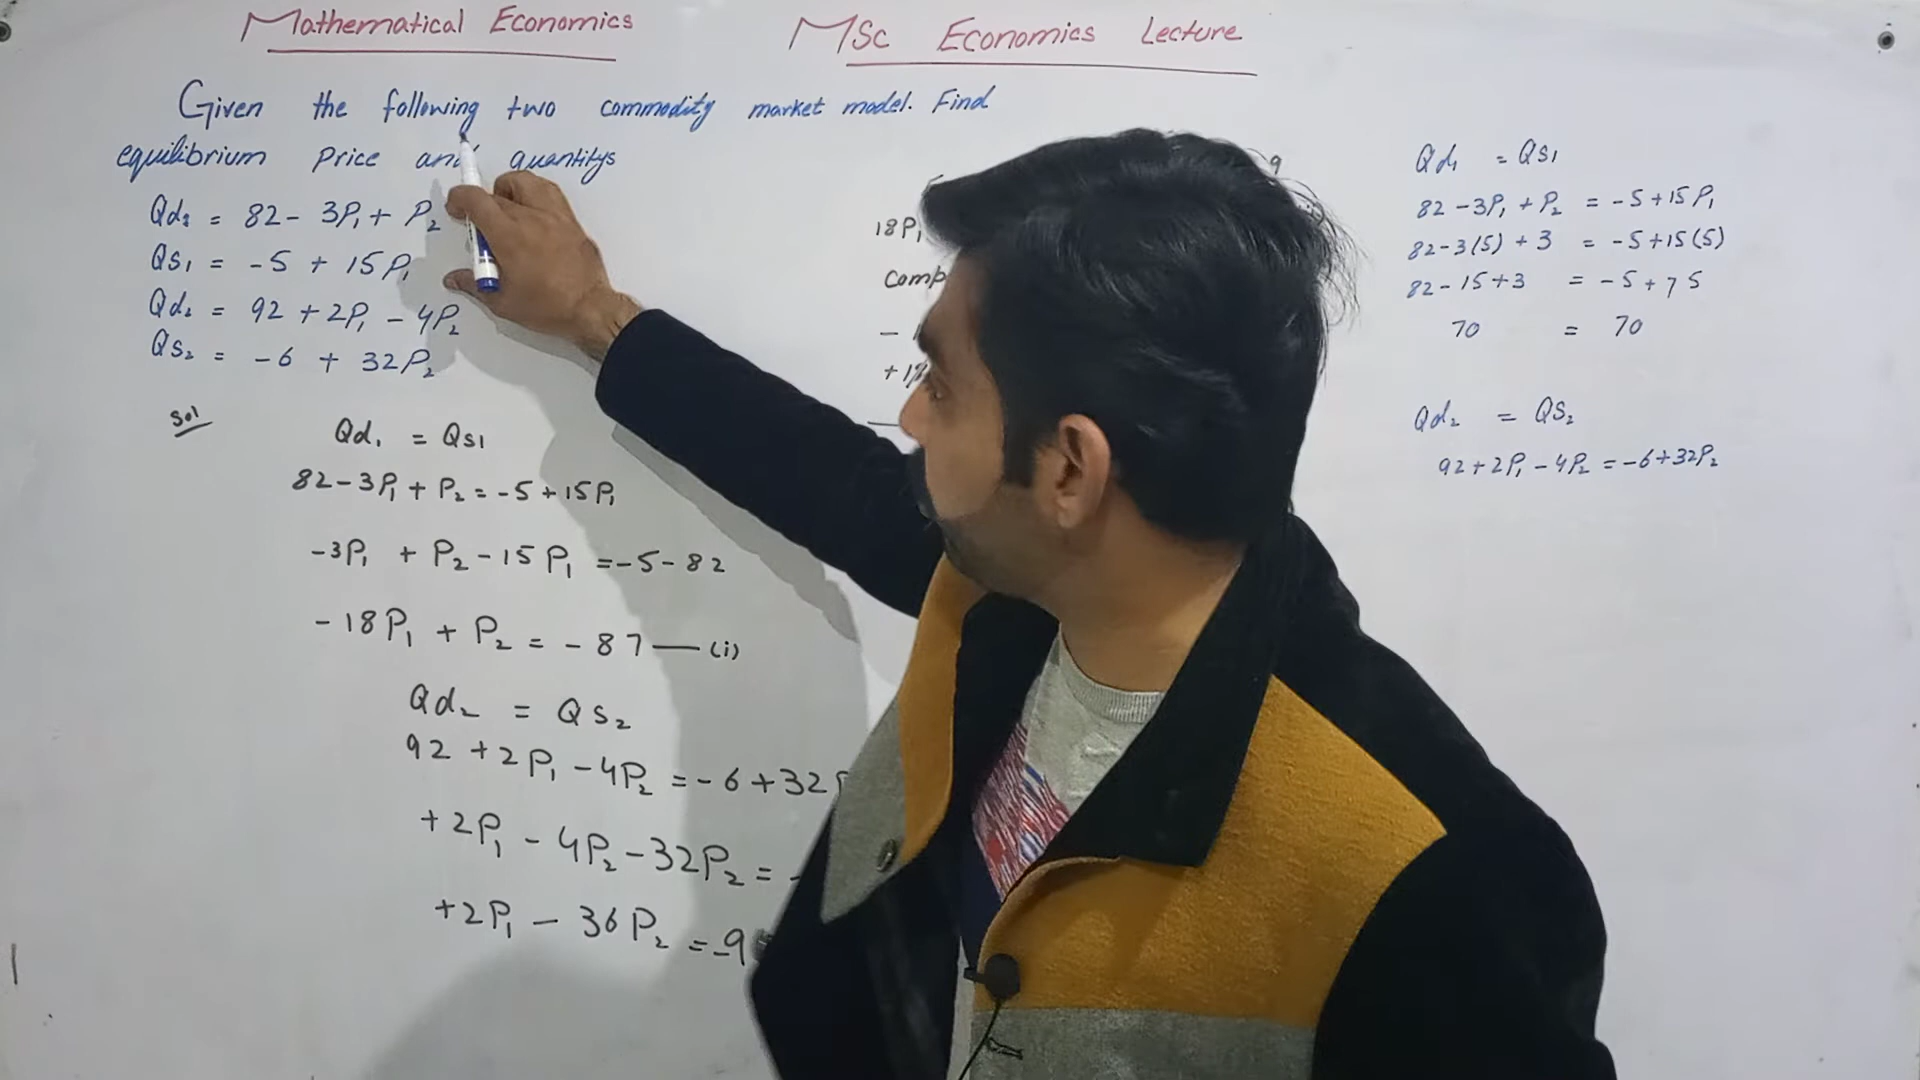 Mathematical Economics
MSc Economics Lecture
Given the following two commodity market model. Find
equilibrium Price and quantitys
Qd₁ = 82 - 3P₁ + P₂
Qs₁ = -5 + 15P₁
Qd₂ = 92 + 2P₁ - 4P₂
Qs₂ = -6 + 32P₂
Sol
Qd₁ = Qs1
82-3P₁ + P₂ = -5 + 15P₁
-3P₁ + P₂ - 15P₁ = -5 - 82
-18P₁ + P₂ = -87 — (i)
Qd₂ = Qs₂
92 + 2P₁ - 4P₂ = -6 + 32
+2P₁ - 4P₂ - 32P₂ =
+2P₁ - 36P₂ = -9
18P₁
Comp
Qd₁ = Qs₁
82 - 3P₁ + P₂ = -5 + 15P₁
82-3(5) + 3 = -5+15(5)
82-15+3 = -5+75
70 = 70
Qd₂ = Qs₂
92+2P₁ - 4P₂ = -6+32P₂